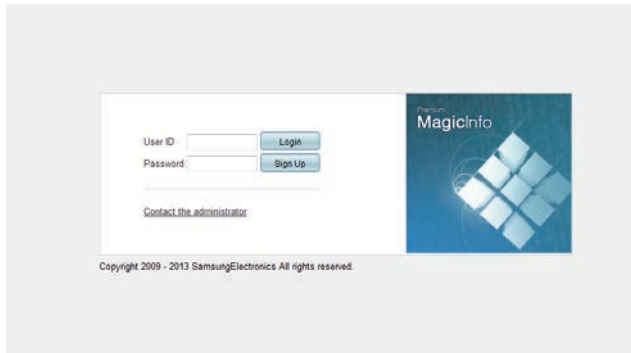 Premium
MagicInfo
User ID
Login
Password
Sign Up
Contact the administrator
Copyright 2009 - 2013 SamsungElectronics All rights reserved.